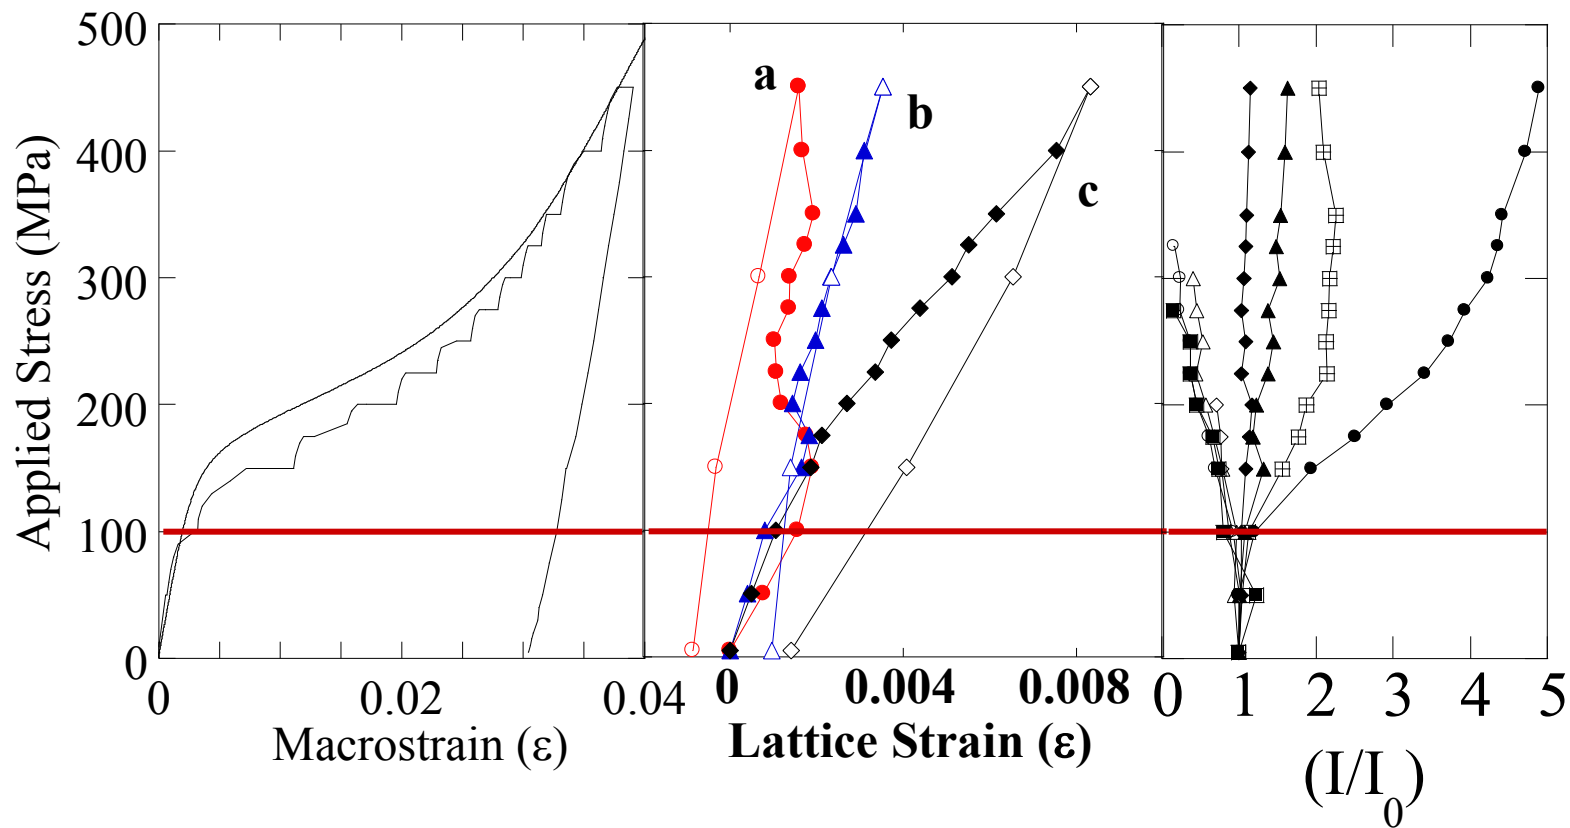 Applied Stress (MPa)
500
400
300
200
100
0
a
b
c
0 0.02 0.04
0 0.004 0.008
0 1 2 3 4 5
Macrostrain (ε)
Lattice Strain (ε)
(I/I₀)